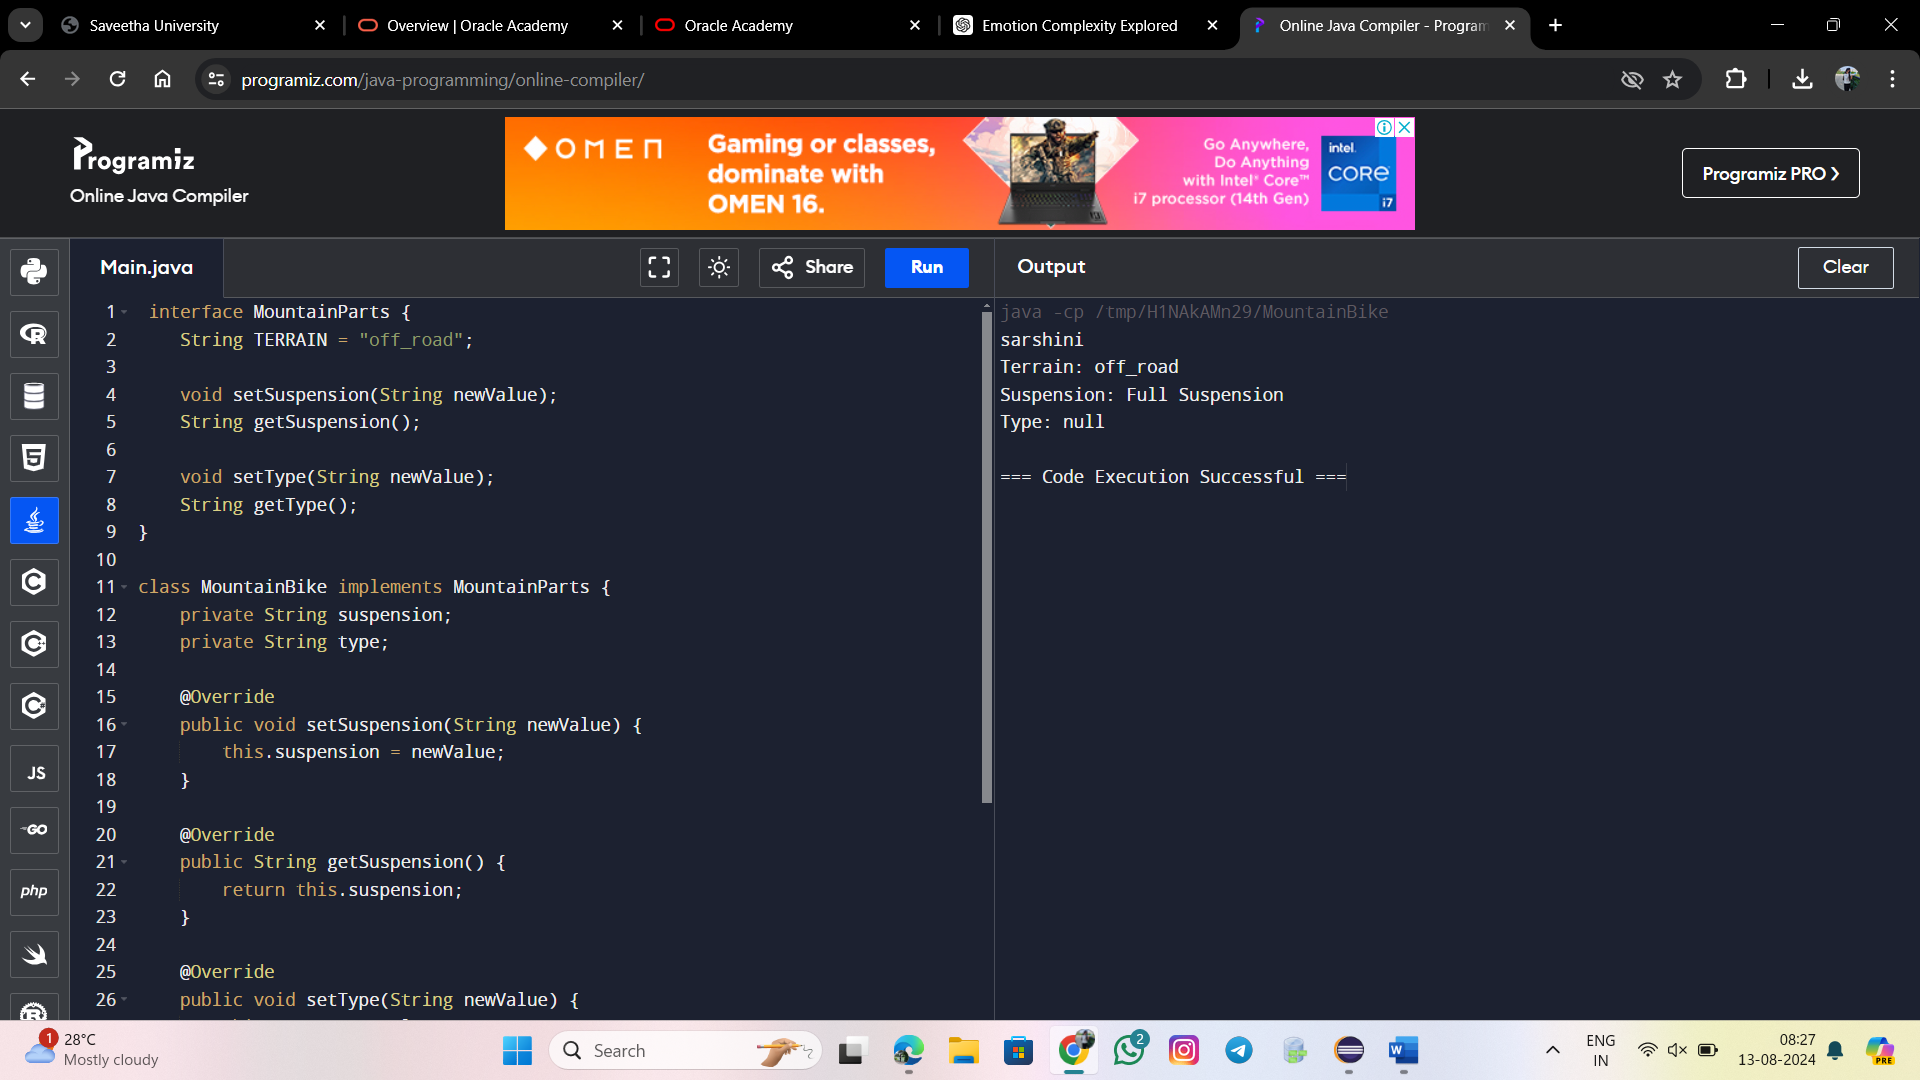 Saveetha University
Overview | Oracle Academy
Oracle Academy
Emotion Complexity Explored
Online Java Compiler - Program
programiz.com/java-programming/online-compiler/
Programiz
Online Java Compiler
OMEN
Gaming or classes,
dominate with
OMEN 16.
Go Anywhere,
Do Anything
with Intel® Core™
i7 processor (14th Gen)
intel.
CORE
i7
Programiz PRO >
Main.java
Share
Run
Output
Clear
1 interface MountainParts {
2 String TERRAIN = "off_road";
3
4 void setSuspension(String newValue);
5 String getSuspension();
6
7 void setType(String newValue);
8 String getType();
9 }
10
11 class MountainBike implements MountainParts {
12 private String suspension;
13 private String type;
14
15 @Override
16 public void setSuspension(String newValue) {
17 this.suspension = newValue;
18 }
19
20 @Override
21 public String getSuspension() {
22 return this.suspension;
23 }
24
25 @Override
26 public void setType(String newValue) {
java -cp /tmp/H1NAkAMn29/MountainBike
sarshini
Terrain: off_road
Suspension: Full Suspension
Type: null
=== Code Execution Successful ===
JS
GO
php
1
28°C
Mostly cloudy
Search
2
ENG
IN
08:27
13-08-2024
PRE